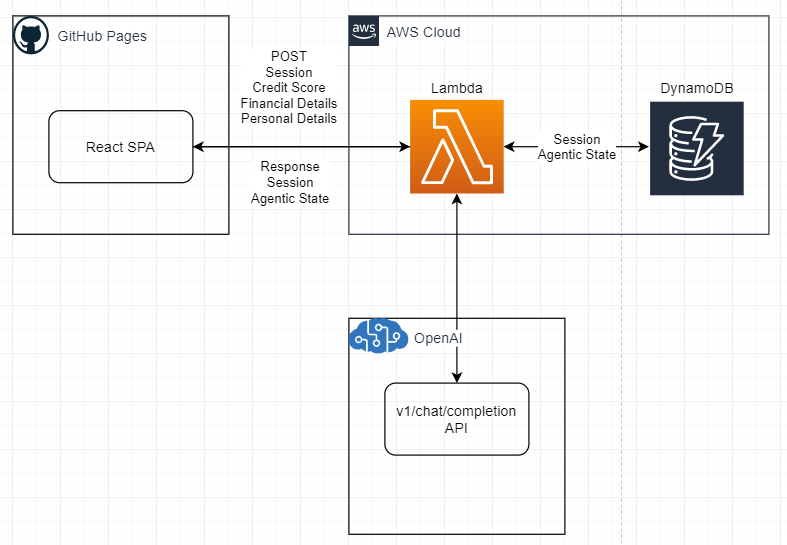 GitHub Pages
React SPA
POST
Session
Credit Score
Financial Details
Personal Details
Response
Session
Agentic State
aws
AWS Cloud
Lambda
Session
Agentic State
DynamoDB
OpenAI
v1/chat/completion
API